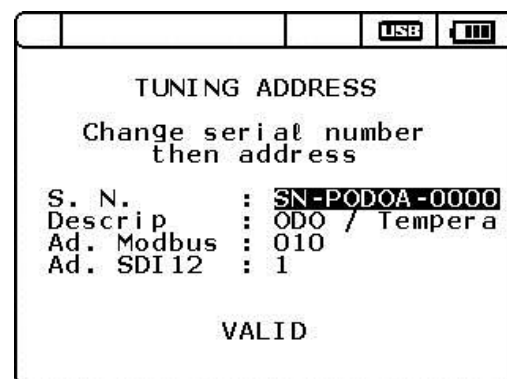 USB
TUNING ADDRESS
Change serial number
then address
S. N. : SN-PODOA-0000
Descrip : ODO / Tempera
Ad. Modbus : 010
Ad. SDI12 : 1
VALID